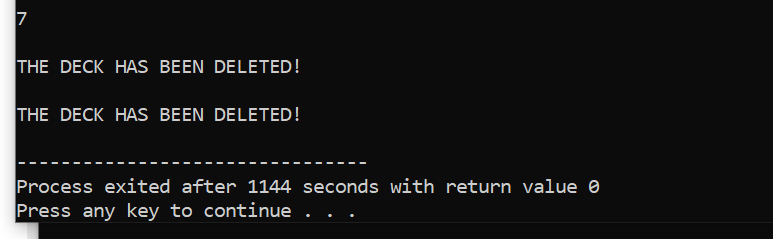 7
THE DECK HAS BEEN DELETED!
THE DECK HAS BEEN DELETED!
--------------------------------
Process exited after 1144 seconds with return value 0
Press any key to continue . . .